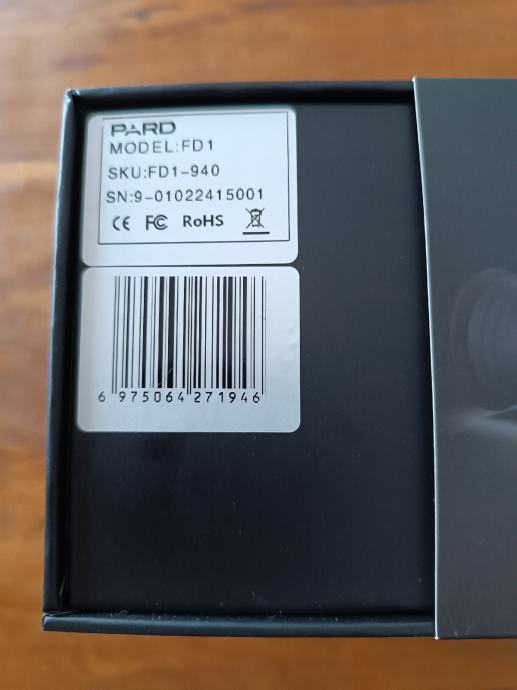 PARD
MODEL:FD1
SKU:FD1-940
SN:9-01022415001
CE FC RoHS
6 975064 271946